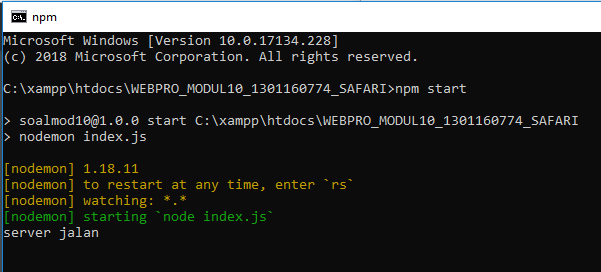 npm
Microsoft Windows [Version 10.0.17134.228]
(c) 2018 Microsoft Corporation. All rights reserved.
C:\xampp\htdocs\WEBPRO_MODUL10_1301160774_SAFARI>npm start
> soalmod10@1.0.0 start C:\xampp\htdocs\WEBPRO_MODUL10_1301160774_SAFARI
> nodemon index.js
[nodemon] 1.18.11
[nodemon] to restart at any time, enter `rs`
[nodemon] watching: *.*
[nodemon] starting `node index.js`
server jalan